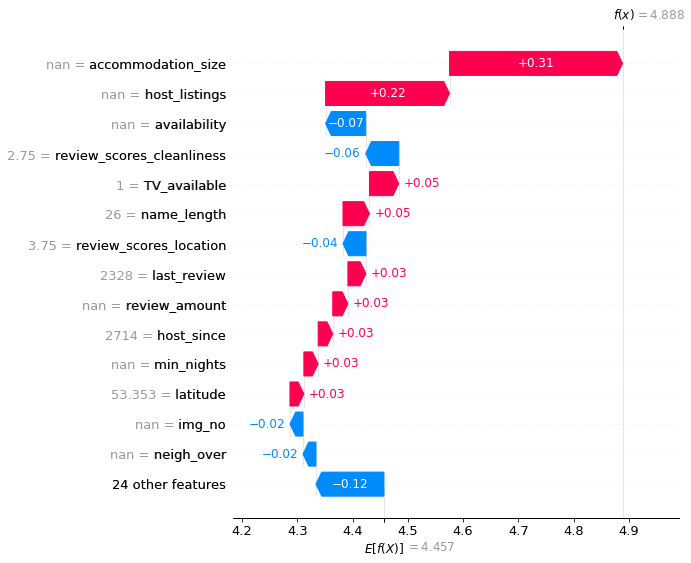 f(x) = 4.888
nan = accommodation_size
+0.31
nan = host_listings
+0.22
nan = availability
−0.07
2.75 = review_scores_cleanliness
−0.06
1 = TV_available
+0.05
26 = name_length
+0.05
3.75 = review_scores_location
−0.04
2328 = last_review
+0.03
nan = review_amount
+0.03
2714 = host_since
+0.03
nan = min_nights
+0.03
53.353 = latitude
+0.03
nan = img_no
−0.02
nan = neigh_over
−0.02
24 other features
−0.12
4.2 4.3 4.4 4.5 4.6 4.7 4.8 4.9
E[f(X)] = 4.457